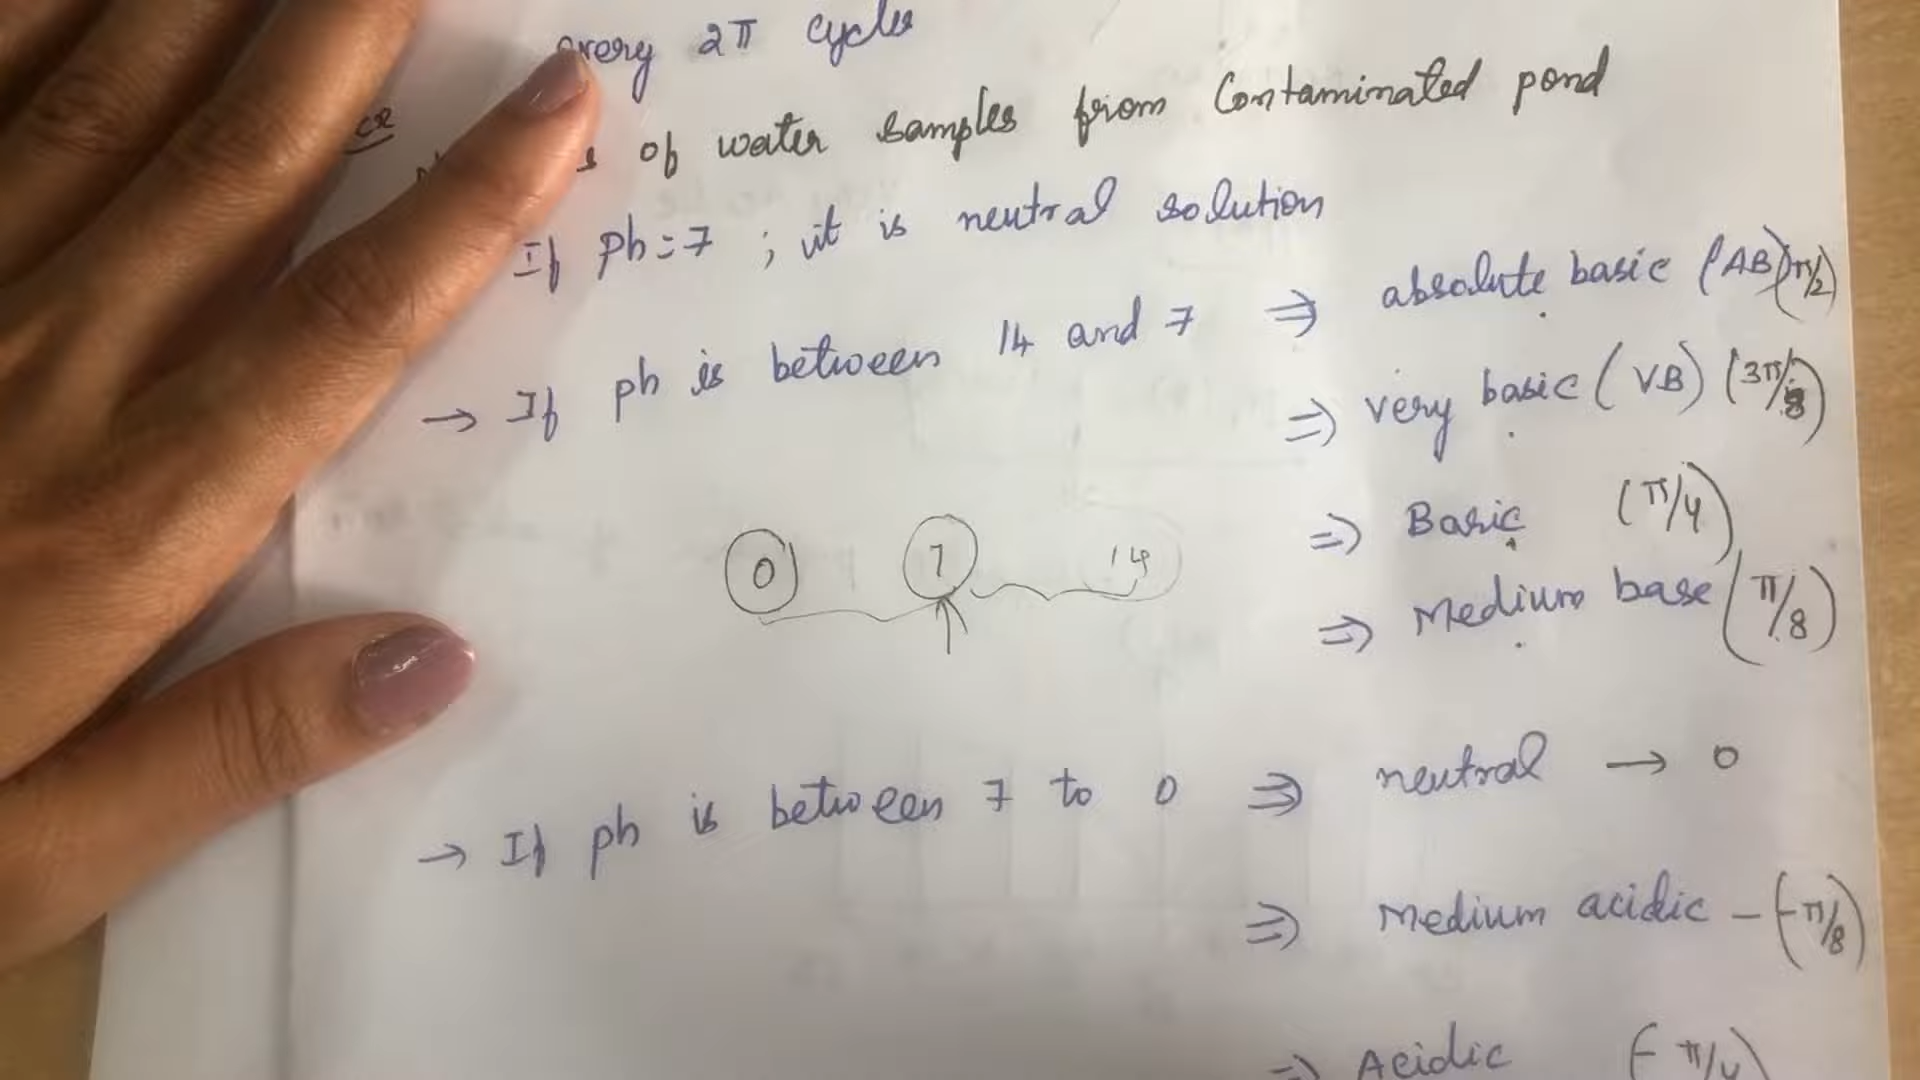 every 2π cycle
of water samples from Contaminated pond
If Ph=7 ; it is neutral solution
→ If ph is between 14 and 7 ⇒ absolute basic (AB)(π/2)
⇒ very basic (VB) (3π/8)
⇒ Basic (π/4)
⇒ Medium base (π/8)
0 7 14
→ If ph is between 7 to 0 ⇒ neutral → 0
⇒ Medium acidic - (-π/8)
⇒ Acidic (-π/4)